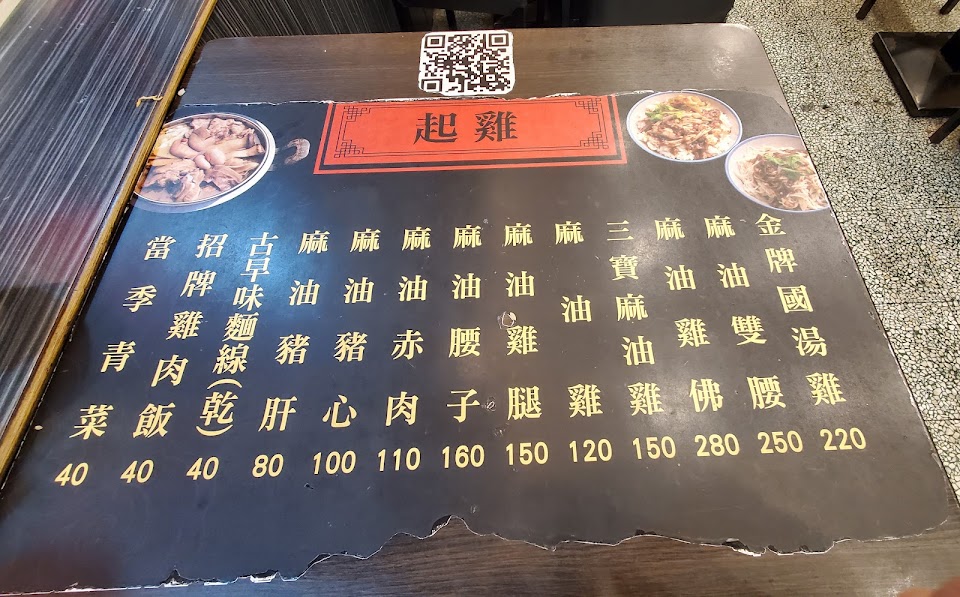 起雞
金牌國湯雞 220
麻油雙腰 250
麻油雞佛 280
三寶麻油雞 150
麻油雞 120
麻油雞腿 150
麻油腰子 160
麻油赤肉 110
麻油豬心 100
麻油豬肝 80
古早味麵線(乾) 40
招牌雞肉飯 40
當季青菜 40